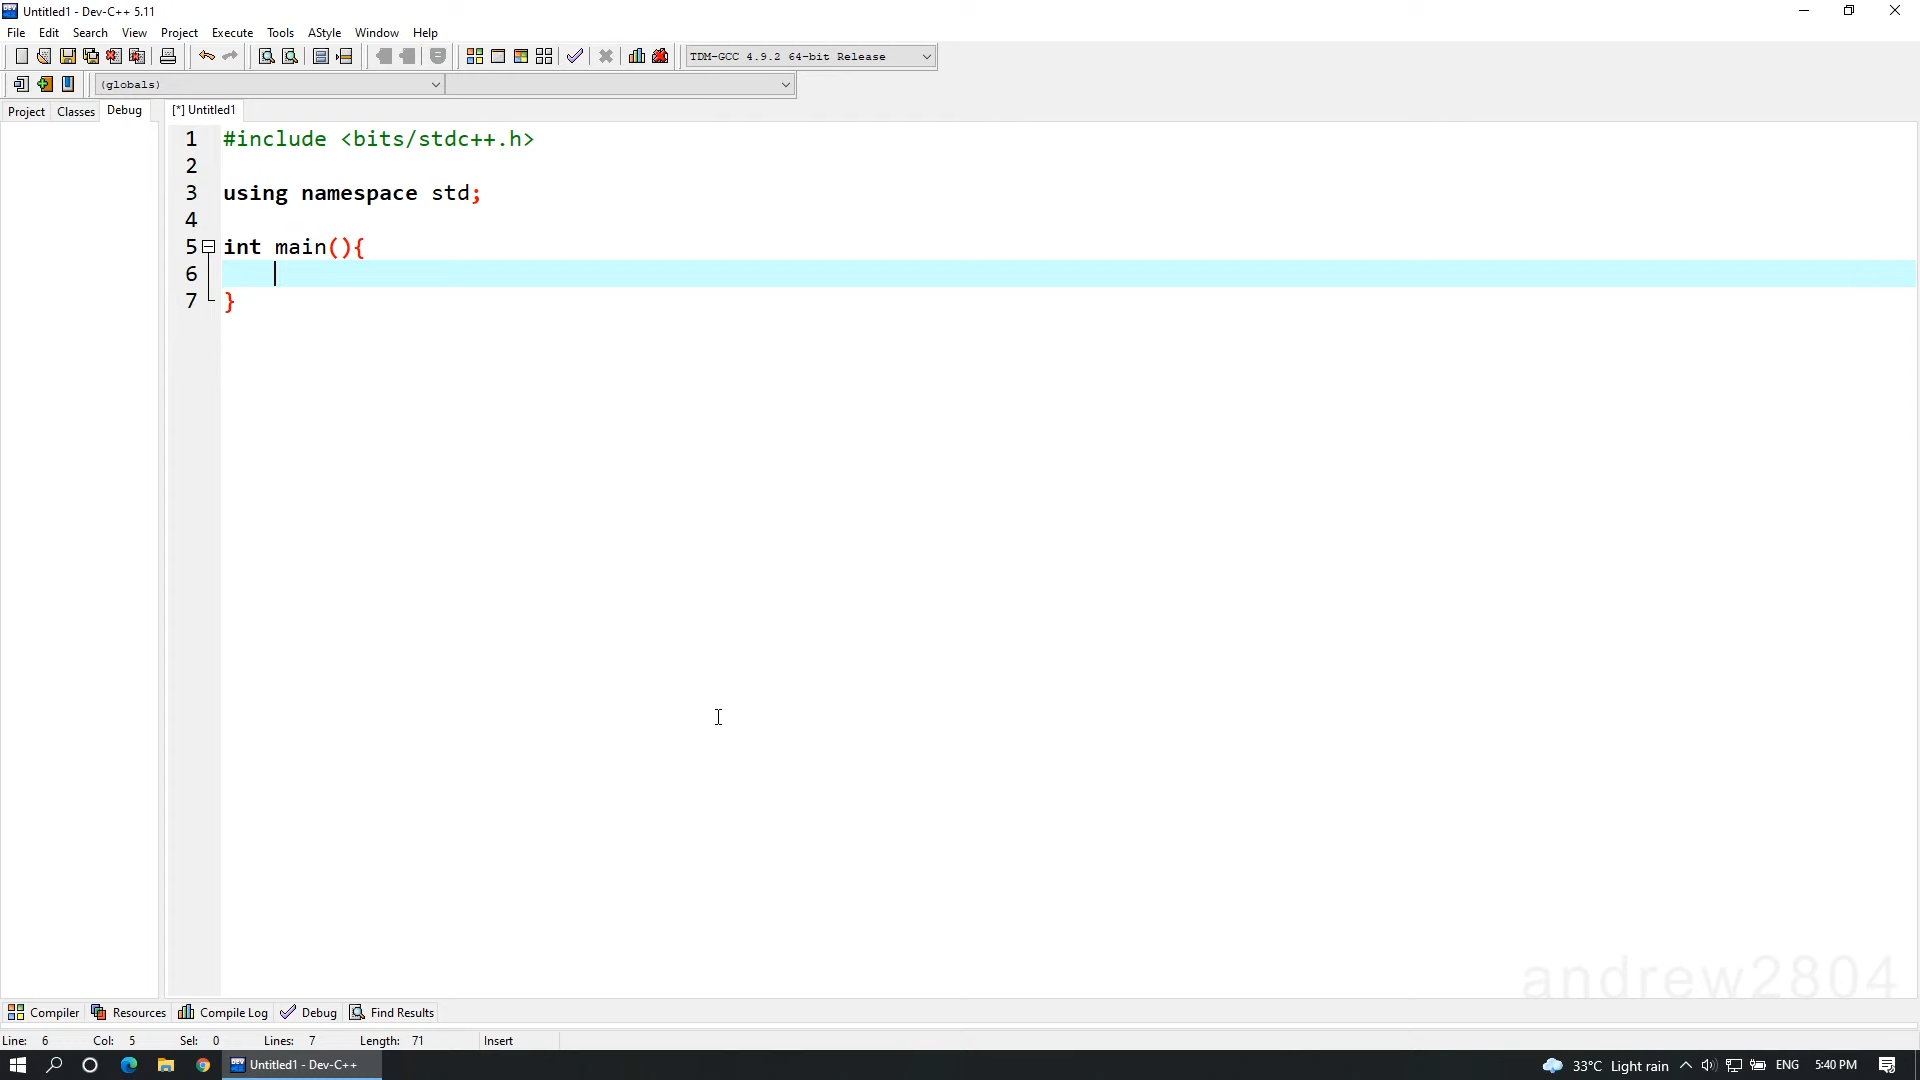 Untitled1 - Dev-C++ 5.11
File Edit Search View Project Execute Tools AStyle Window Help
TDM-GCC 4.9.2 64-bit Release
(globals)
Project Classes Debug [*] Untitled1
1 #include <bits/stdc++.h>
2
3 using namespace std;
4
5 int main(){
6
7 }
andrew2804
Compiler Resources Compile Log Debug Find Results
Line: 6 Col: 5 Sel: 0 Lines: 7 Length: 71 Insert
Untitled1 - Dev-C++ 33°C Light rain ENG 5:40 PM